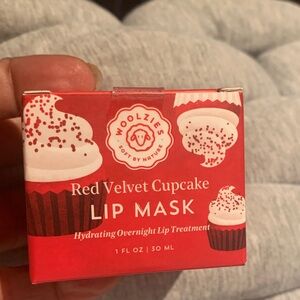 WOOLZIES
SOFT BY NATURE
Red Velvet Cupcake
LIP MASK
Hydrating Overnight Lip Treatment
1 FL OZ | 30 ML